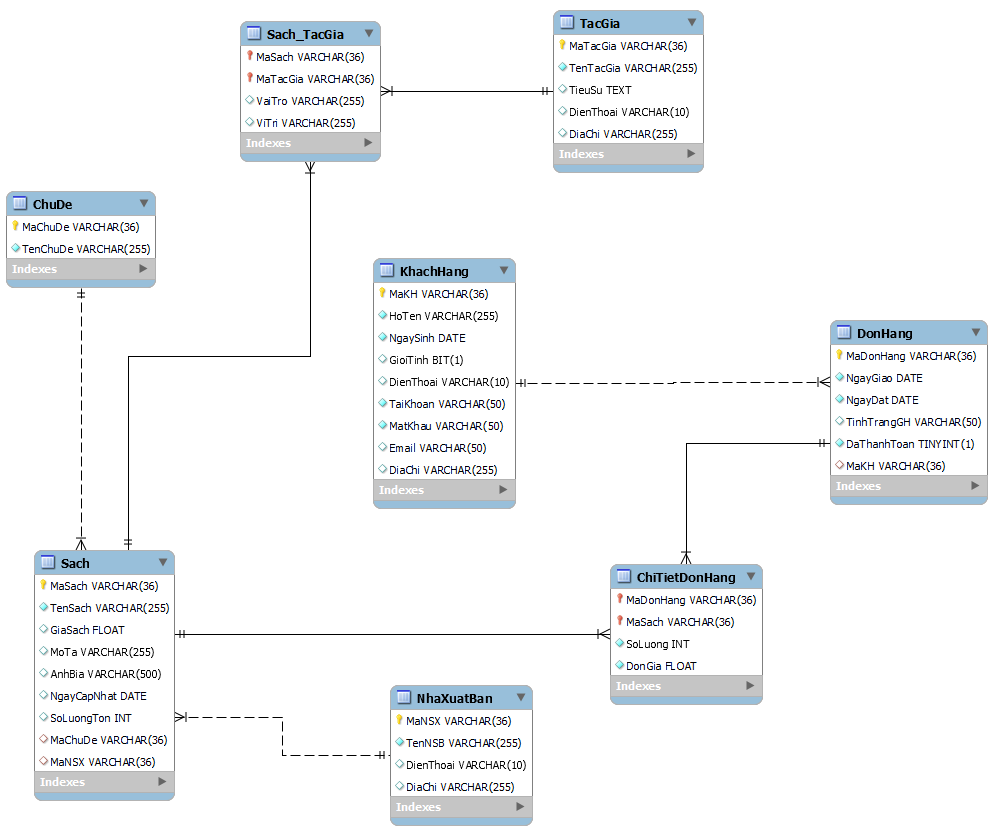 Sach_TacGia
MaSach VARCHAR(36)
MaTacGia VARCHAR(36)
VaiTro VARCHAR(255)
ViTri VARCHAR(255)
Indexes
TacGia
MaTacGia VARCHAR(36)
TenTacGia VARCHAR(255)
TieuSu TEXT
DienThoai VARCHAR(10)
DiaChi VARCHAR(255)
Indexes
ChuDe
MaChuDe VARCHAR(36)
TenChuDe VARCHAR(255)
Indexes
KhachHang
MaKH VARCHAR(36)
HoTen VARCHAR(255)
NgaySinh DATE
GioiTinh BIT(1)
DienThoai VARCHAR(10)
TaiKhoan VARCHAR(50)
MatKhau VARCHAR(50)
Email VARCHAR(50)
DiaChi VARCHAR(255)
Indexes
DonHang
MaDonHang VARCHAR(36)
NgayGiao DATE
NgayDat DATE
TinhTrangGH VARCHAR(50)
DaThanhToan TINYINT(1)
MaKH VARCHAR(36)
Indexes
Sach
MaSach VARCHAR(36)
TenSach VARCHAR(255)
GiaSach FLOAT
MoTa VARCHAR(255)
AnhBia VARCHAR(500)
NgayCapNhat DATE
SoLuongTon INT
MaChuDe VARCHAR(36)
MaNSX VARCHAR(36)
Indexes
ChiTietDonHang
MaDonHang VARCHAR(36)
MaSach VARCHAR(36)
SoLuong INT
DonGia FLOAT
Indexes
NhaXuatBan
MaNSX VARCHAR(36)
TenNSB VARCHAR(255)
DienThoai VARCHAR(10)
DiaChi VARCHAR(255)
Indexes